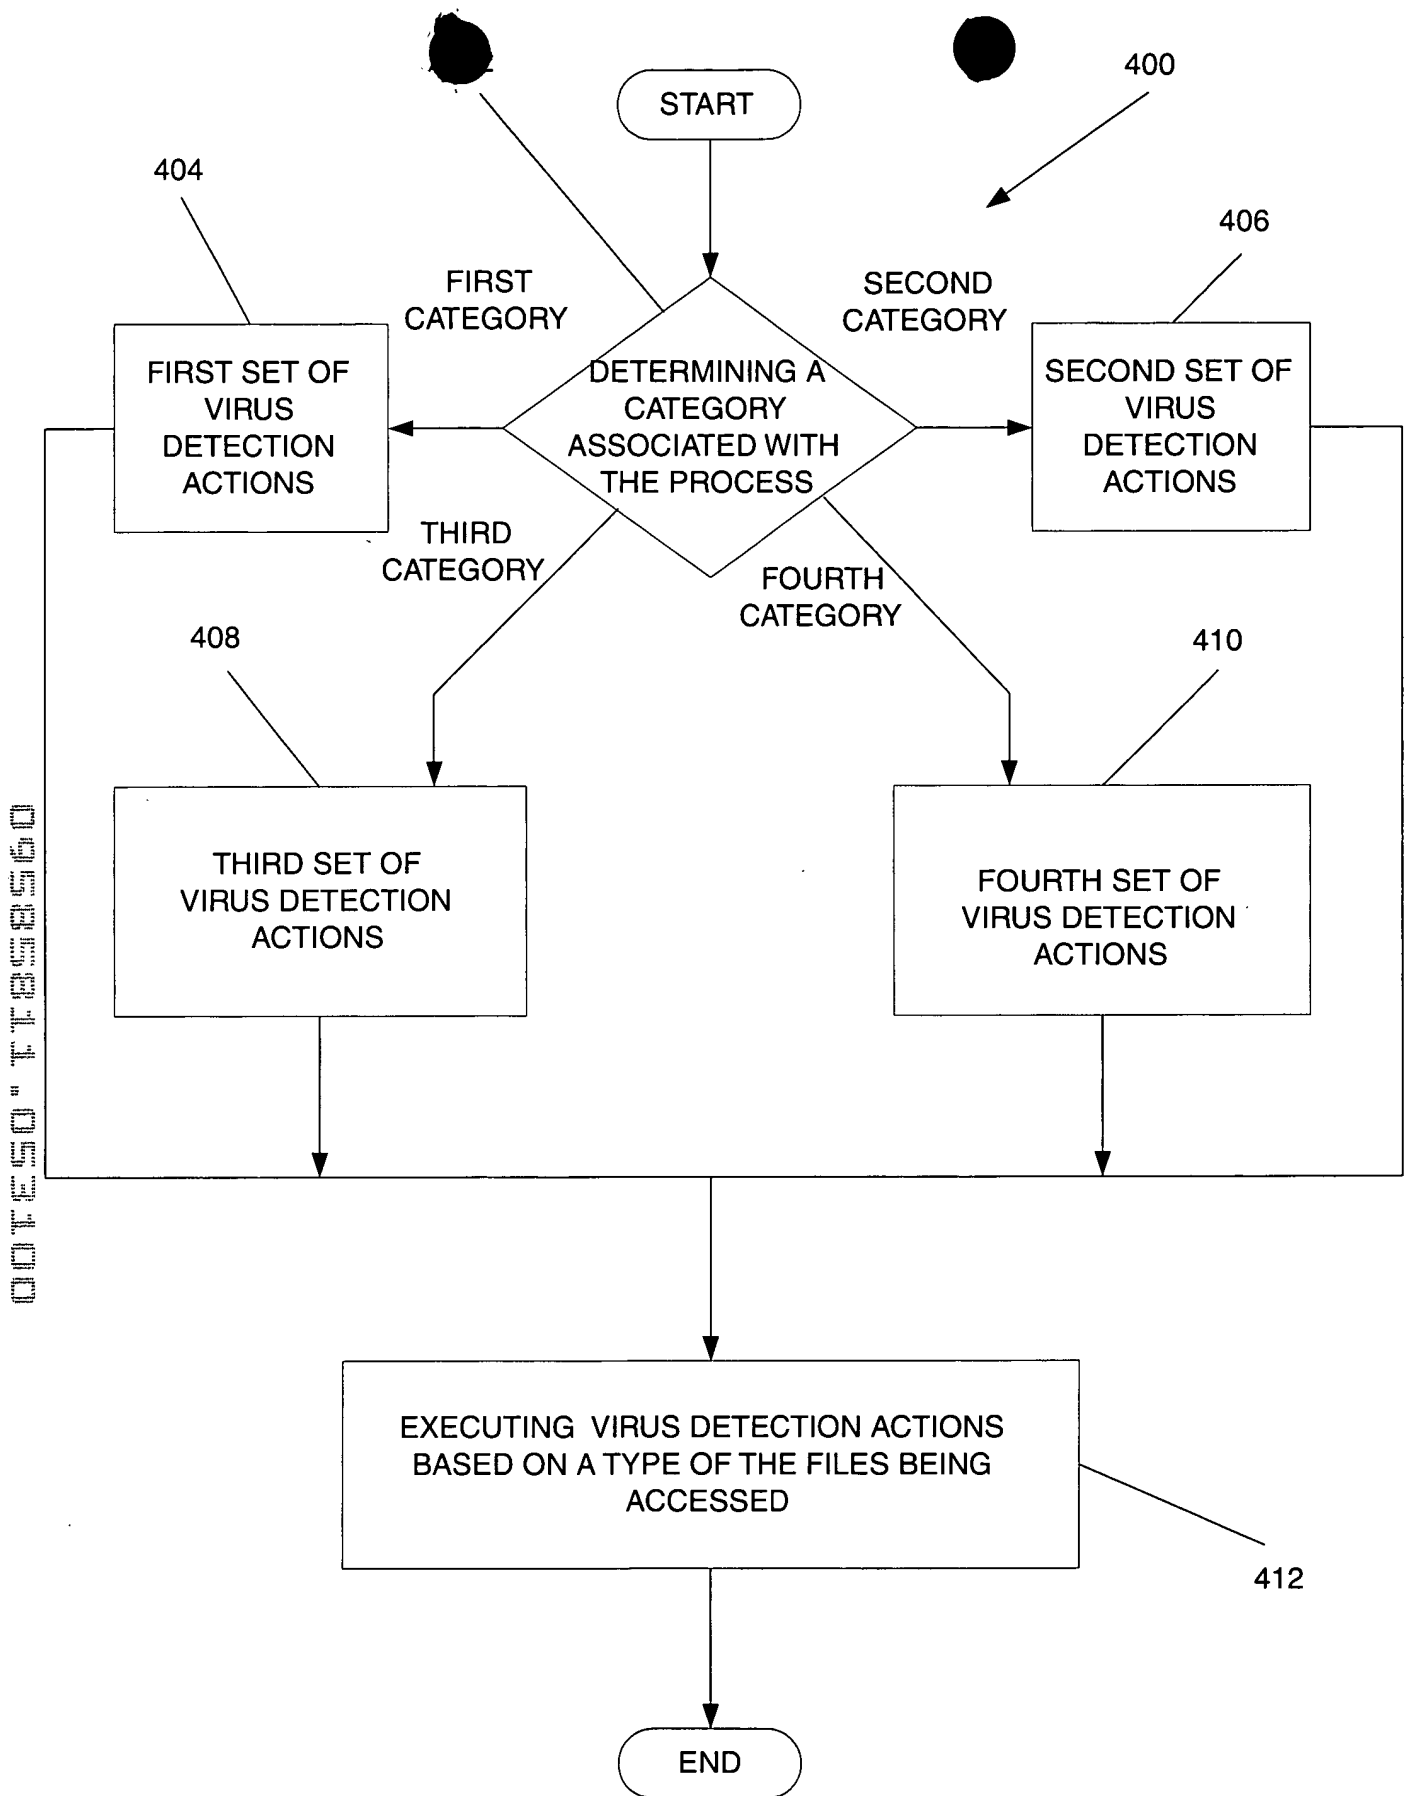 START
400
404
406
FIRST
CATEGORY
SECOND
CATEGORY
FIRST SET OF
VIRUS
DETECTION
ACTIONS
DETERMINING A
CATEGORY
ASSOCIATED WITH
THE PROCESS
SECOND SET OF
VIRUS
DETECTION
ACTIONS
THIRD
CATEGORY
FOURTH
CATEGORY
408
410
THIRD SET OF
VIRUS DETECTION
ACTIONS
FOURTH SET OF
VIRUS DETECTION
ACTIONS
09585811.053100
EXECUTING VIRUS DETECTION ACTIONS
BASED ON A TYPE OF THE FILES BEING
ACCESSED
412
END